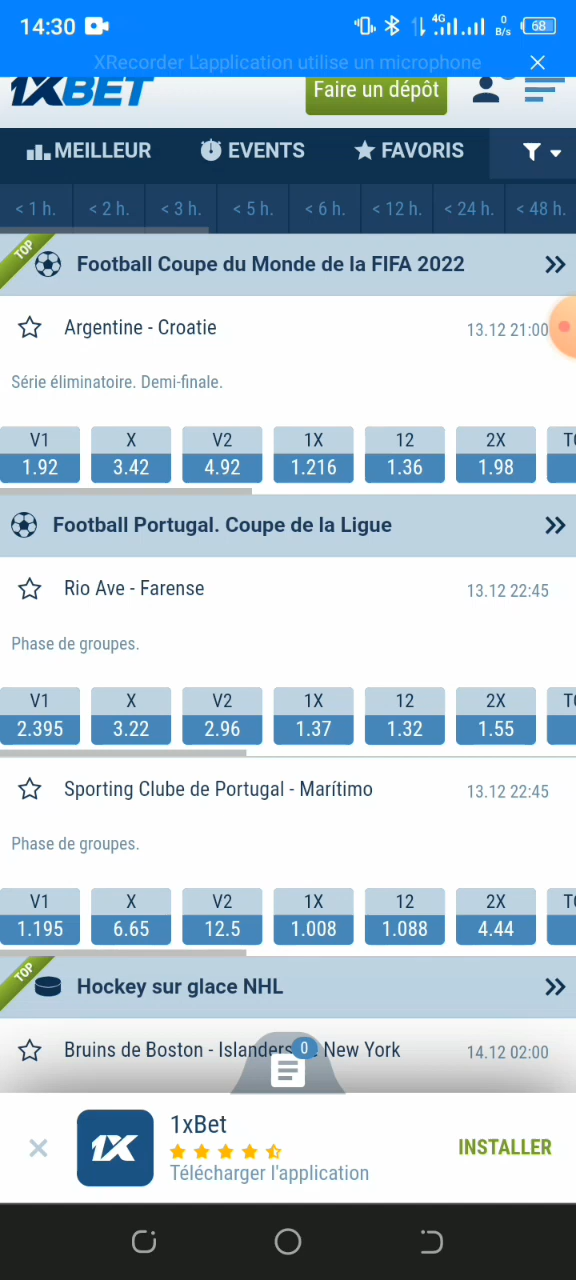 14:30 4G 0 B/s 68
XRecorder L'application utilise un microphone
1XBET Faire un dépôt
MEILLEUR EVENTS FAVORIS
< 1 h. < 2 h. < 3 h. < 5 h. < 6 h. < 12 h. < 24 h. < 48 h.
TOP Football Coupe du Monde de la FIFA 2022
Argentine - Croatie 13.12 21:00
Série éliminatoire. Demi-finale.
V1 X V2 1X 12 2X
1.92 3.42 4.92 1.216 1.36 1.98
Football Portugal. Coupe de la Ligue
Rio Ave - Farense 13.12 22:45
Phase de groupes.
V1 X V2 1X 12 2X
2.395 3.22 2.96 1.37 1.32 1.55
Sporting Clube de Portugal - Marítimo 13.12 22:45
Phase de groupes.
V1 X V2 1X 12 2X
1.195 6.65 12.5 1.008 1.088 4.44
TOP Hockey sur glace NHL
Bruins de Boston - Islanders New York 14.12 02:00
0
1xBet
1X
INSTALLER
Télécharger l'application